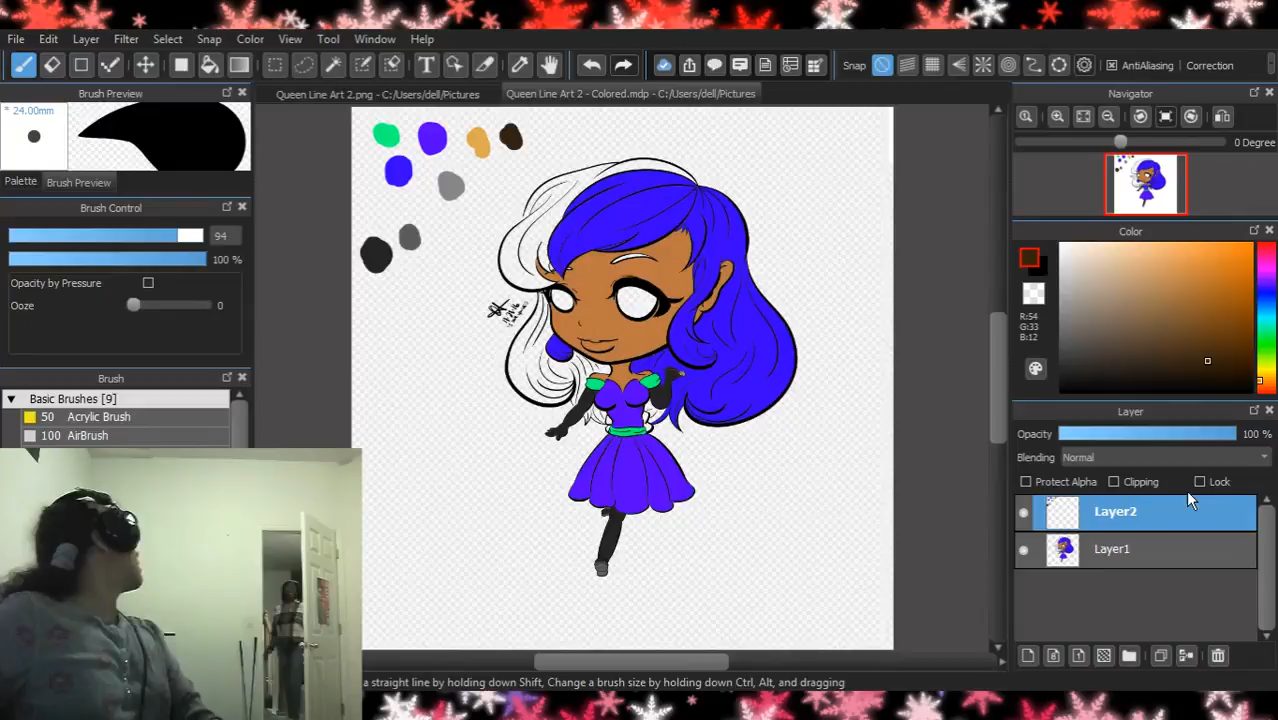 File Edit Layer Filter Select Snap Color View Tool Window Help
Snap AntiAliasing Correction
Brush Preview
Queen Line Art 2.png - C:/Users/dell/Pictures
Queen Line Art 2 - Colored.mdp - C:/Users/dell/Pictures
Navigator
* 24.00mm
0 Degree
Palette Brush Preview
Brush Control
94
100 %
Opacity by Pressure
Ooze 0
Color
R:54
G:33
B:12
Brush
Basic Brushes [9]
50 Acrylic Brush
100 AirBrush
Layer
Opacity 100 %
Blending Normal
Protect Alpha Clipping Lock
Layer2
Layer1
a straight line by holding down Shift, Change a brush size by holding down Ctrl, Alt, and dragging